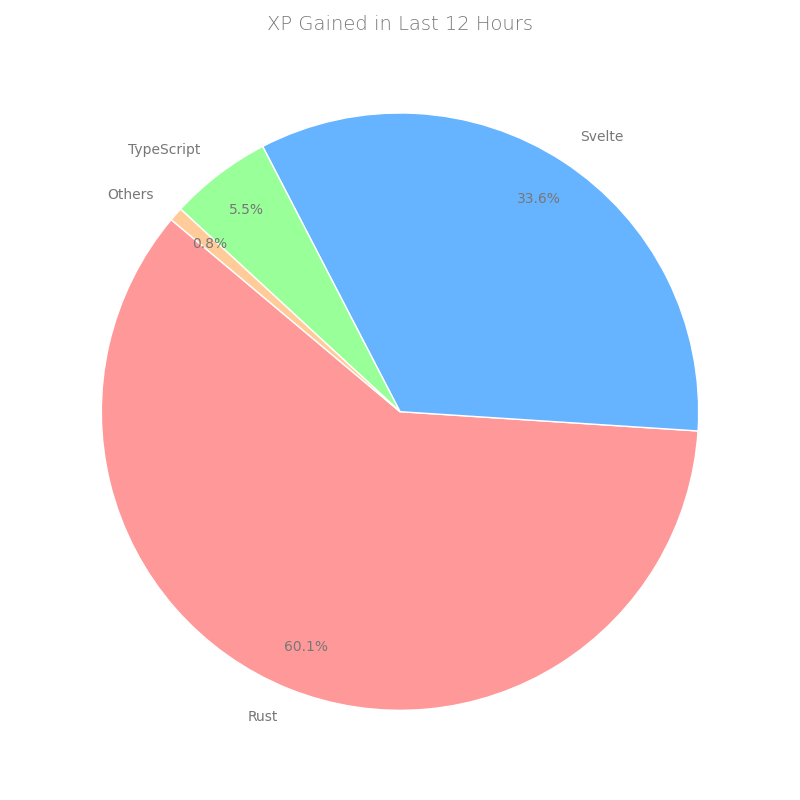 XP Gained in Last 12 Hours
Svelte
TypeScript
Others
33.6%
5.5%
0.8%
60.1%
Rust